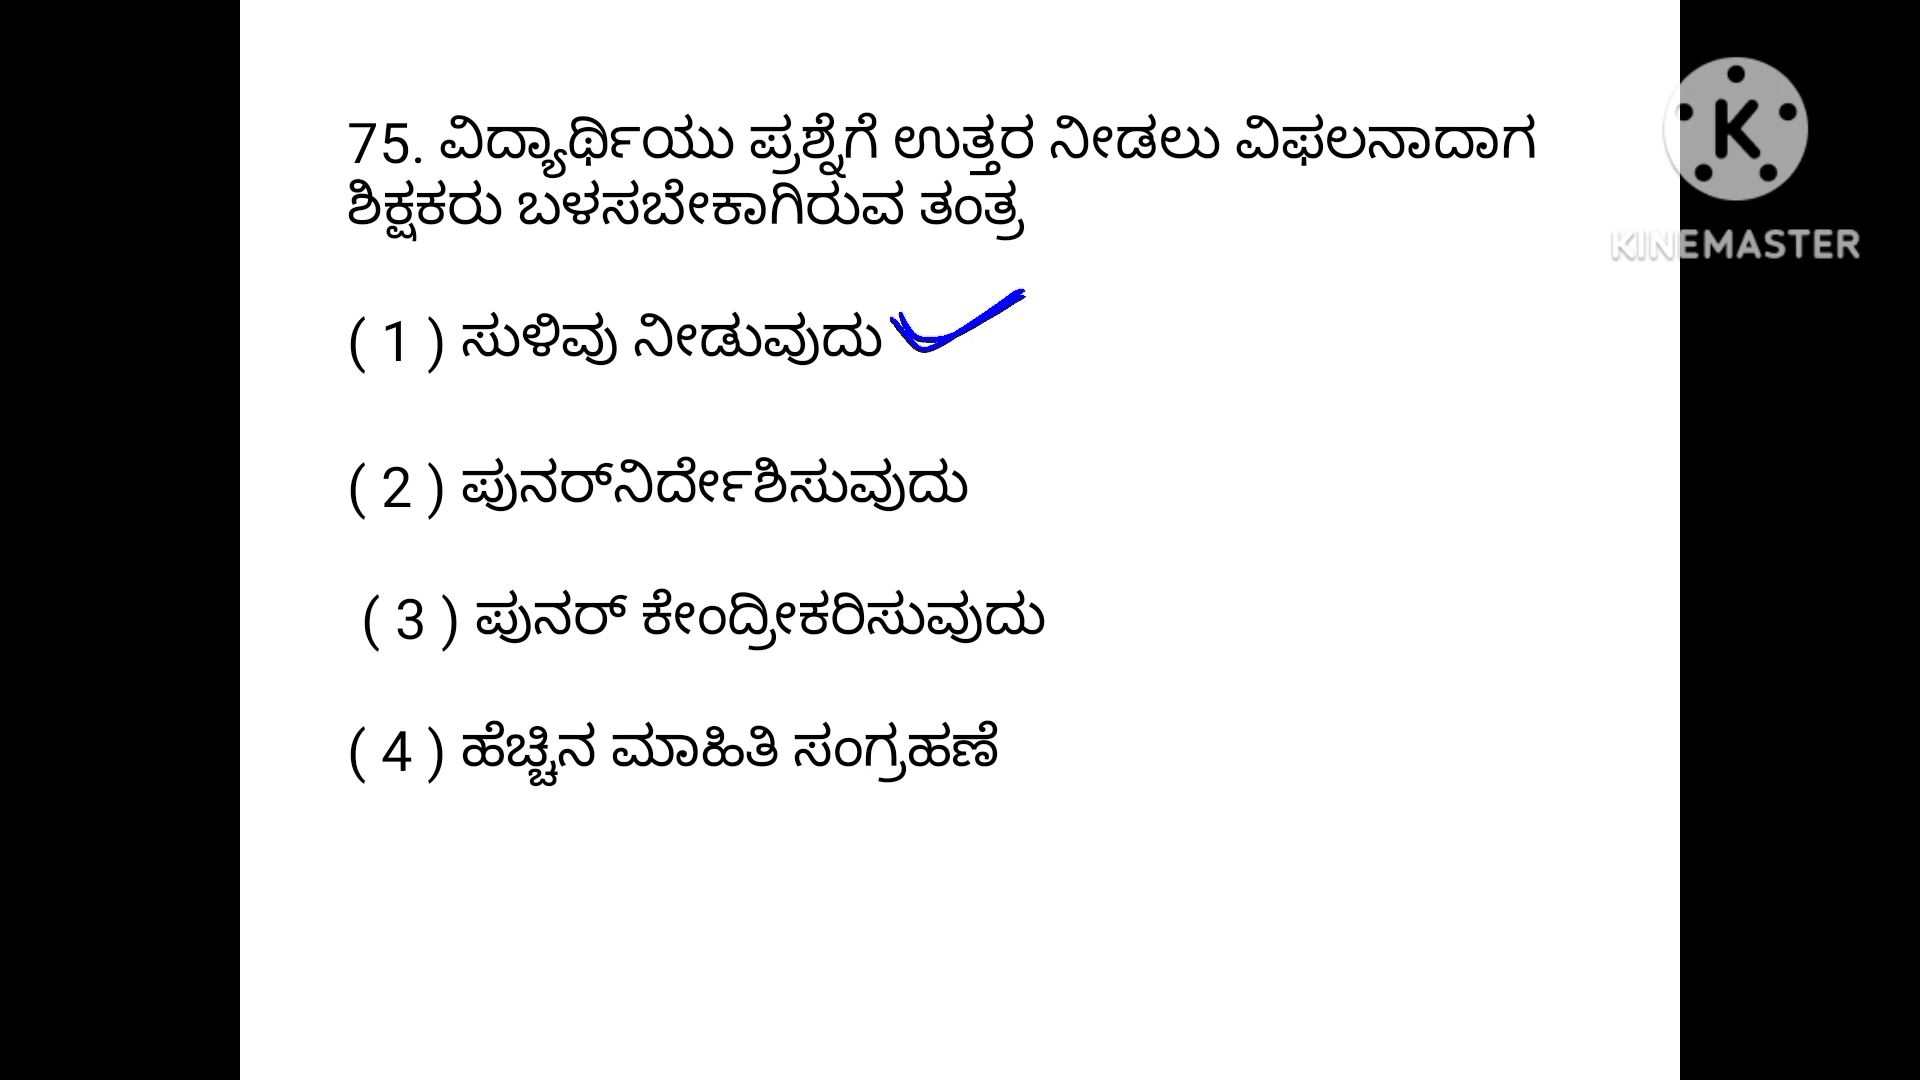 75. ವಿದ್ಯಾರ್ಥಿಯು ಪ್ರಶ್ನೆಗೆ ಉತ್ತರ ನೀಡಲು ವಿಫಲನಾದಾಗ
ಶಿಕ್ಷಕರು ಬಳಸಬೇಕಾಗಿರುವ ತಂತ್ರ
K
KINEMASTER
( 1 ) ಸುಳಿವು ನೀಡುವುದು
( 2 ) ಪುನರ್‌ನಿರ್ದೇಶಿಸುವುದು
( 3 ) ಪುನರ್ ಕೇಂದ್ರೀಕರಿಸುವುದು
( 4 ) ಹೆಚ್ಚಿನ ಮಾಹಿತಿ ಸಂಗ್ರಹಣೆ